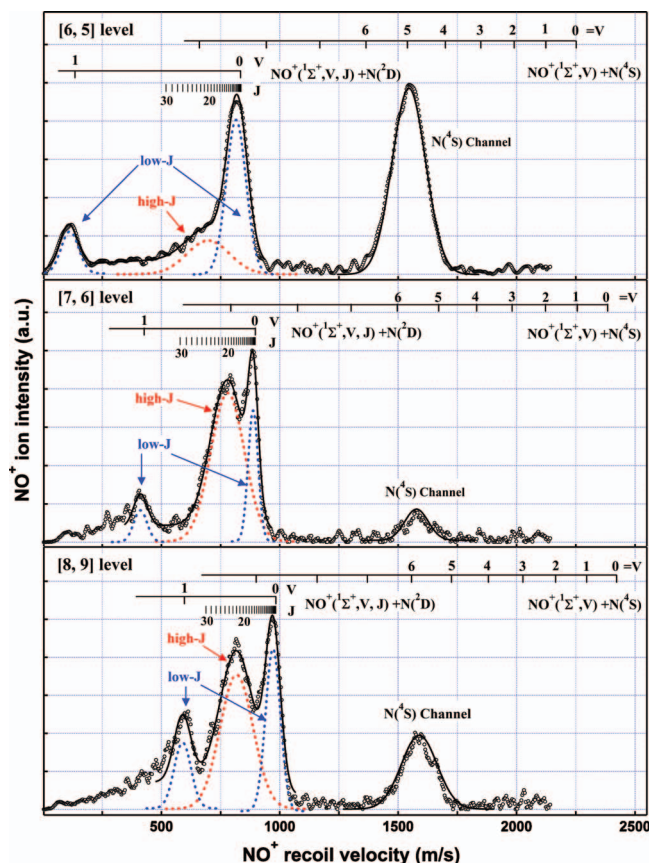 [6, 5] level
6 5 4 3 2 1 0 =V
1 0 V
NO⁺(¹Σ⁺,V, J) +N(²D)
NO⁺(¹Σ⁺,V) +N(⁴S)
J
30 20
low-J
N(⁴S) Channel
high-J
[7, 6] level
6 5 4 3 2 1 0 =V
1 0 V
NO⁺(¹Σ⁺,V, J) +N(²D)
NO⁺(¹Σ⁺,V) +N(⁴S)
J
30 20
high-J
low-J
N(⁴S) Channel
[8, 9] level
6 5 4 3 2 1 0 =V
1 0 V
NO⁺(¹Σ⁺,V, J) +N(²D)
NO⁺(¹Σ⁺,V) +N(⁴S)
J
30 20
high-J
low-J
N(⁴S) Channel
NO⁺ ion intensity (a.u.)
500 1000 1500 2000 2500
NO⁺ recoil velocity (m/s)